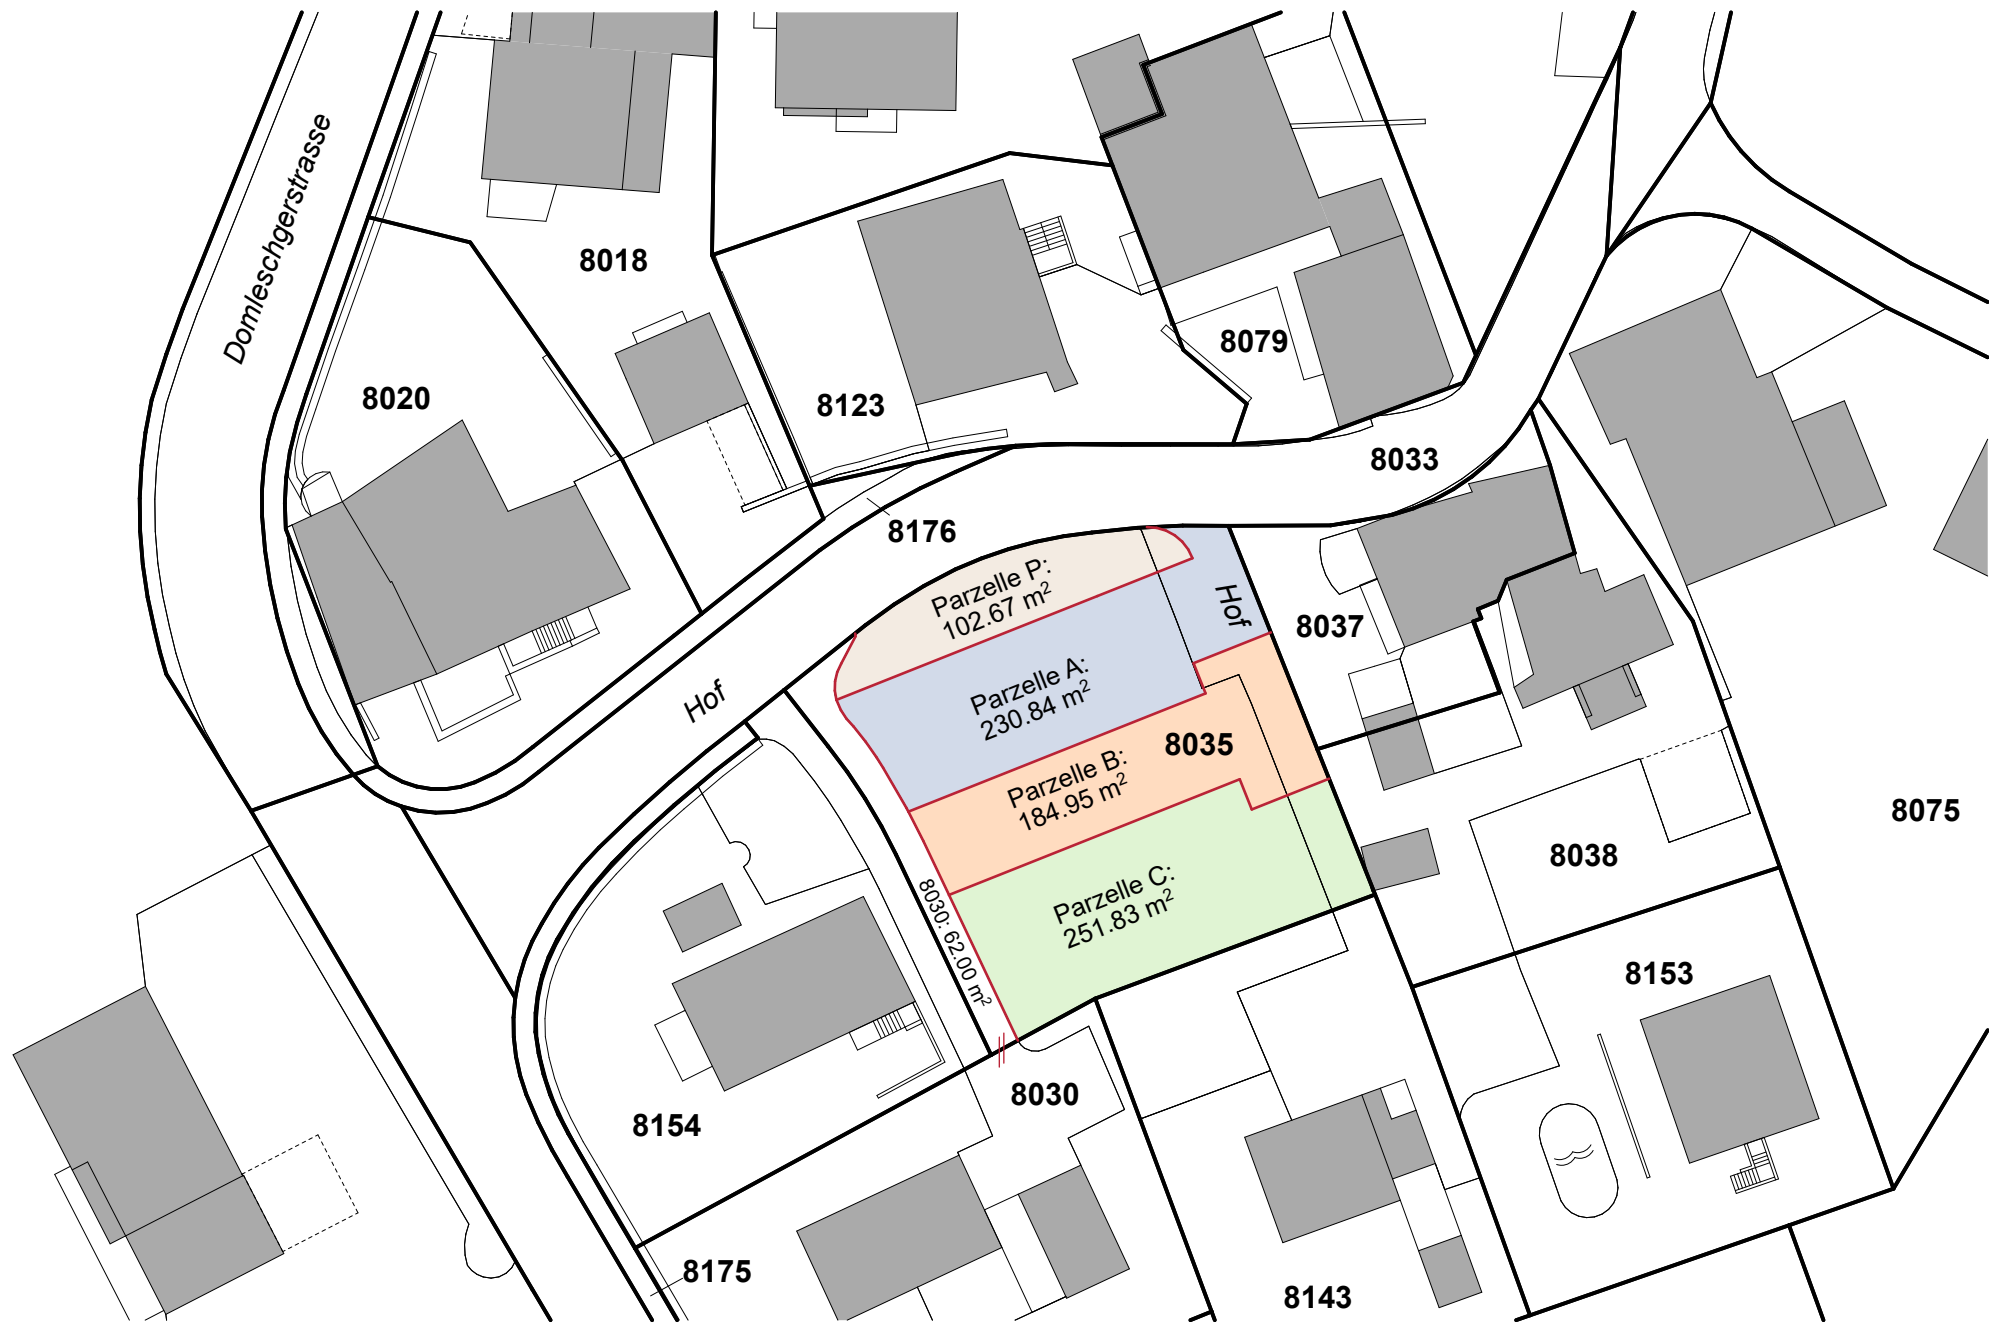 Domleschgerstrasse
8018
8020
8079
8123
8033
8176
Parzelle P:
102.67 m²
Hof
8037
Parzelle A:
230.84 m²
Hof
8035
Parzelle B:
184.95 m²
8075
8038
Parzelle C:
251.83 m²
8030: 62.00 m²
8153
8030
8154
8175
8143